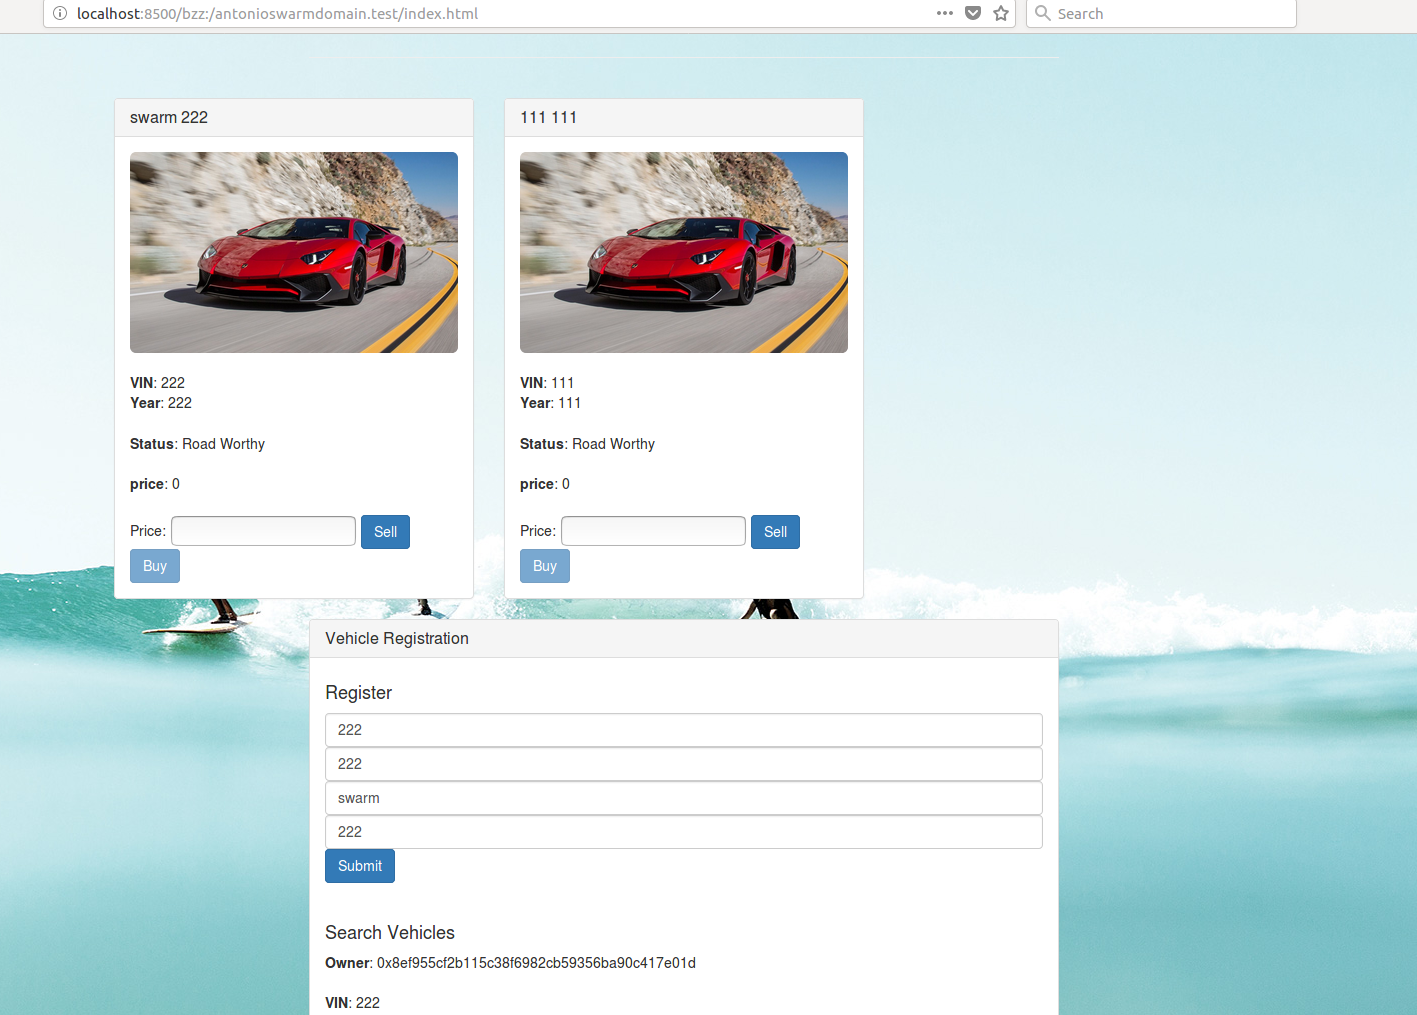 localhost:8500/bzz:/antonioswarmdomain.test/index.html
Search
swarm 222
VIN: 222
Year: 222
Status: Road Worthy
price: 0
Price:
Sell
Buy
111 111
VIN: 111
Year: 111
Status: Road Worthy
price: 0
Price:
Sell
Buy
Vehicle Registration
Register
222
222
swarm
222
Submit
Search Vehicles
Owner: 0x8ef955cf2b115c38f6982cb59356ba90c417e01d
VIN: 222